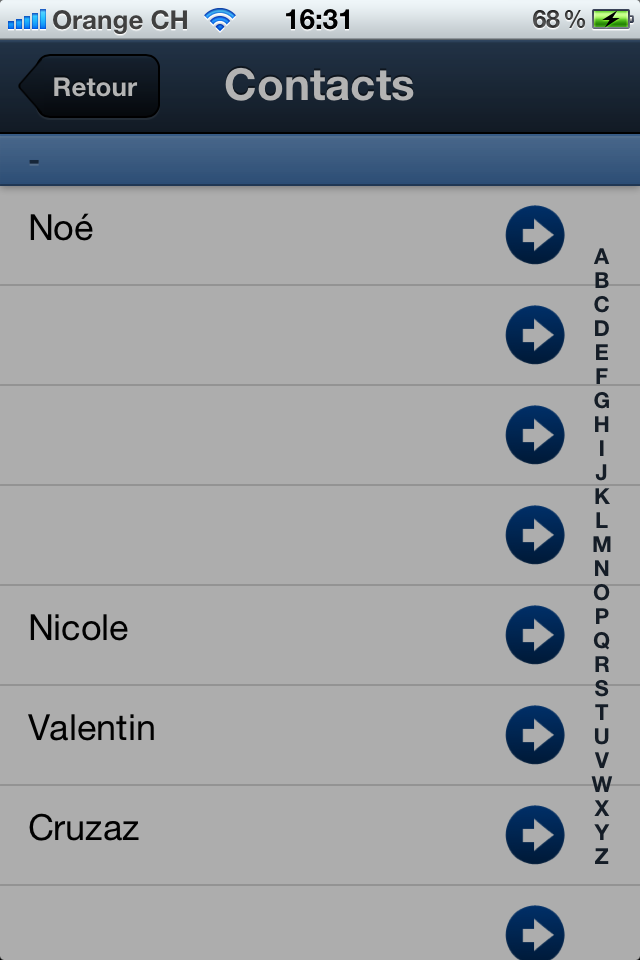 Orange CH 16:31 68 %
Retour Contacts
-
Noé
Nicole
Valentin
Cruzaz
A
B
C
D
E
F
G
H
I
J
K
L
M
N
O
P
Q
R
S
T
U
V
W
X
Y
Z